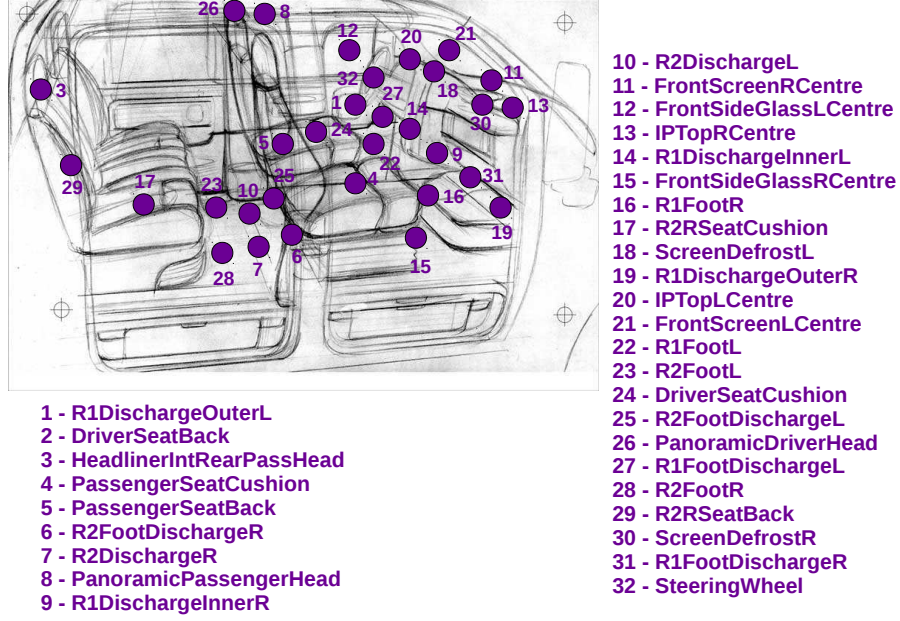 26
8
12
20
21
3
32
18
11
1
27
14
30
13
5
24
22
9
29
17
23
10
25
4
16
31
19
28
7
6
15
10 - R2DischargeL
11 - FrontScreenRCentre
12 - FrontSideGlassLCentre
13 - IPTopRCentre
14 - R1DischargeInnerL
15 - FrontSideGlassRCentre
16 - R1FootR
17 - R2RSeatCushion
18 - ScreenDefrostL
19 - R1DischargeOuterR
20 - IPTopLCentre
21 - FrontScreenLCentre
22 - R1FootL
23 - R2FootL
24 - DriverSeatCushion
25 - R2FootDischargeL
26 - PanoramicDriverHead
27 - R1FootDischargeL
28 - R2FootR
29 - R2RSeatBack
30 - ScreenDefrostR
31 - R1FootDischargeR
32 - SteeringWheel
1 - R1DischargeOuterL
2 - DriverSeatBack
3 - HeadlinerIntRearPassHead
4 - PassengerSeatCushion
5 - PassengerSeatBack
6 - R2FootDischargeR
7 - R2DischargeR
8 - PanoramicPassengerHead
9 - R1DischargeInnerR